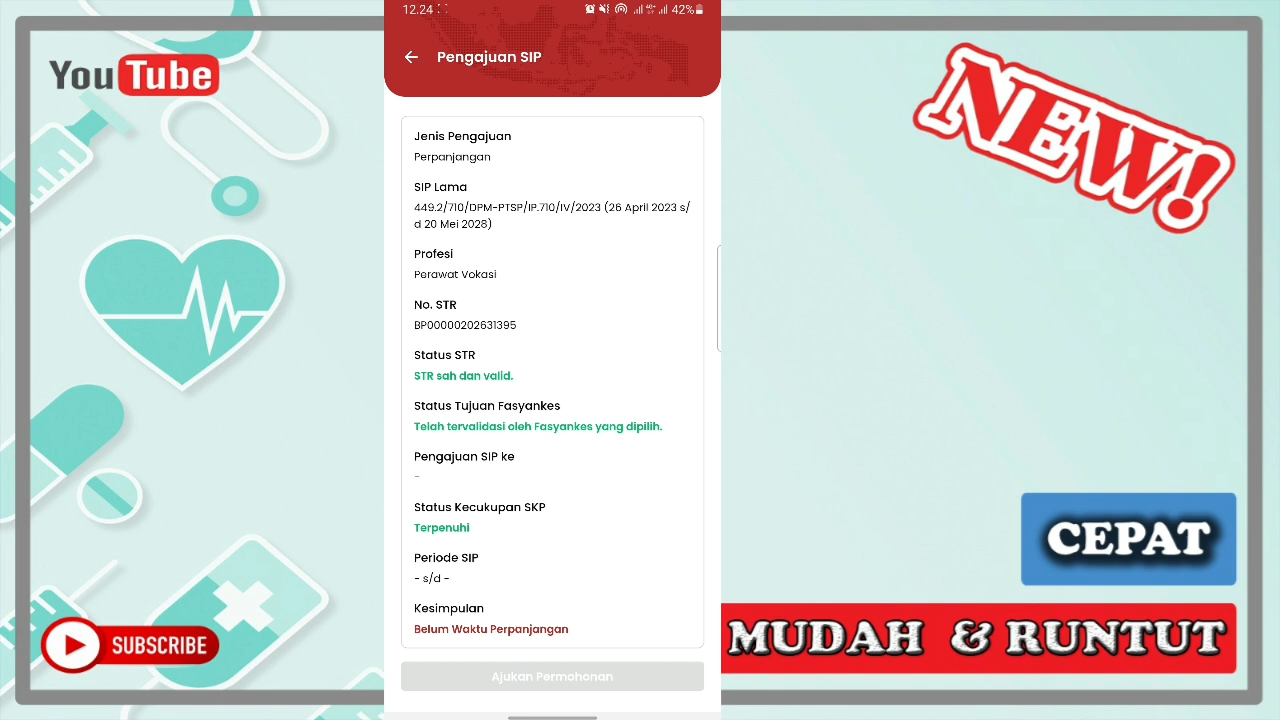 12.24
4G+
42%
Pengajuan SIP
YouTube
NEW!
Jenis Pengajuan
Perpanjangan
SIP Lama
449.2/710/DPM-PTSP/IP.710/IV/2023 (26 April 2023 s/
d 20 Mei 2028)
Profesi
Perawat Vokasi
No. STR
BP00000202631395
Status STR
STR sah dan valid.
Status Tujuan Fasyankes
Telah tervalidasi oleh Fasyankes yang dipilih.
Pengajuan SIP ke
-
Status Kecukupan SKP
Terpenuhi
Periode SIP
- s/d -
Kesimpulan
Belum Waktu Perpanjangan
Ajukan Permohonan
CEPAT
MUDAH & RUNTUT
SUBSCRIBE